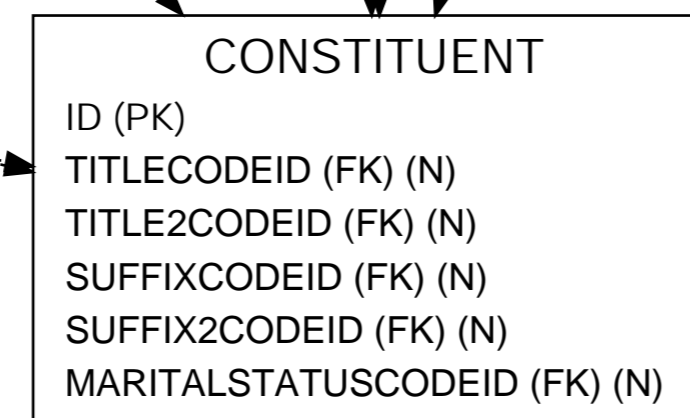 CONSTITUENT
ID (PK)
TITLECODEID (FK) (N)
TITLE2CODEID (FK) (N)
SUFFIXCODEID (FK) (N)
SUFFIX2CODEID (FK) (N)
MARITALSTATUSCODEID (FK) (N)